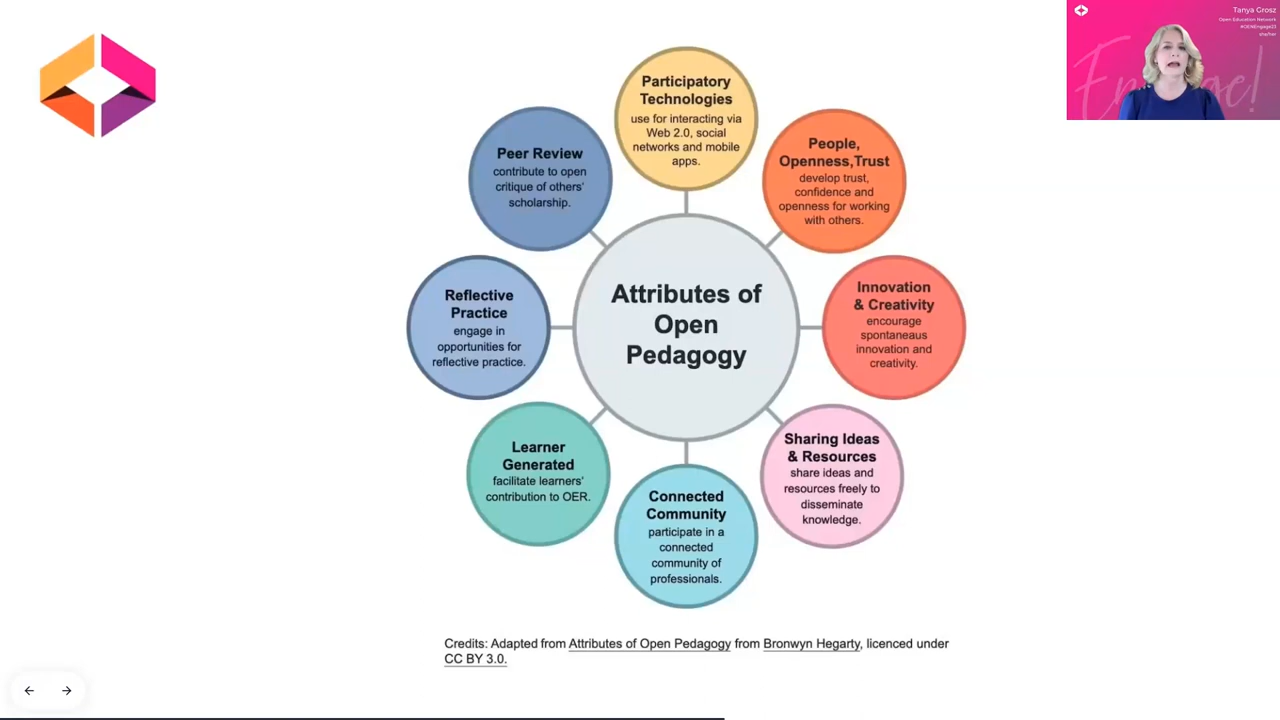 Tanya Grosz
Open Education Network
#OENEngage21
she/her
Engage!
Participatory
Technologies
use for interacting via
Web 2.0, social
networks and mobile
apps.
People,
Openness,Trust
develop trust,
confidence and
openness for working
with others.
Innovation
& Creativity
encourage
spontaneaus
innovation and
creativity.
Sharing Ideas
& Resources
share ideas and
resources freely to
disseminate
knowledge.
Connected
Community
participate in a
connected
community of
professionals.
Learner
Generated
facilitate learners'
contribution to OER.
Reflective
Practice
engage in
opportunities for
reflective practice.
Peer Review
contribute to open
critique of others'
scholarship.
Attributes of
Open
Pedagogy
Credits: Adapted from Attributes of Open Pedagogy from Bronwyn Hegarty, licenced under
CC BY 3.0.